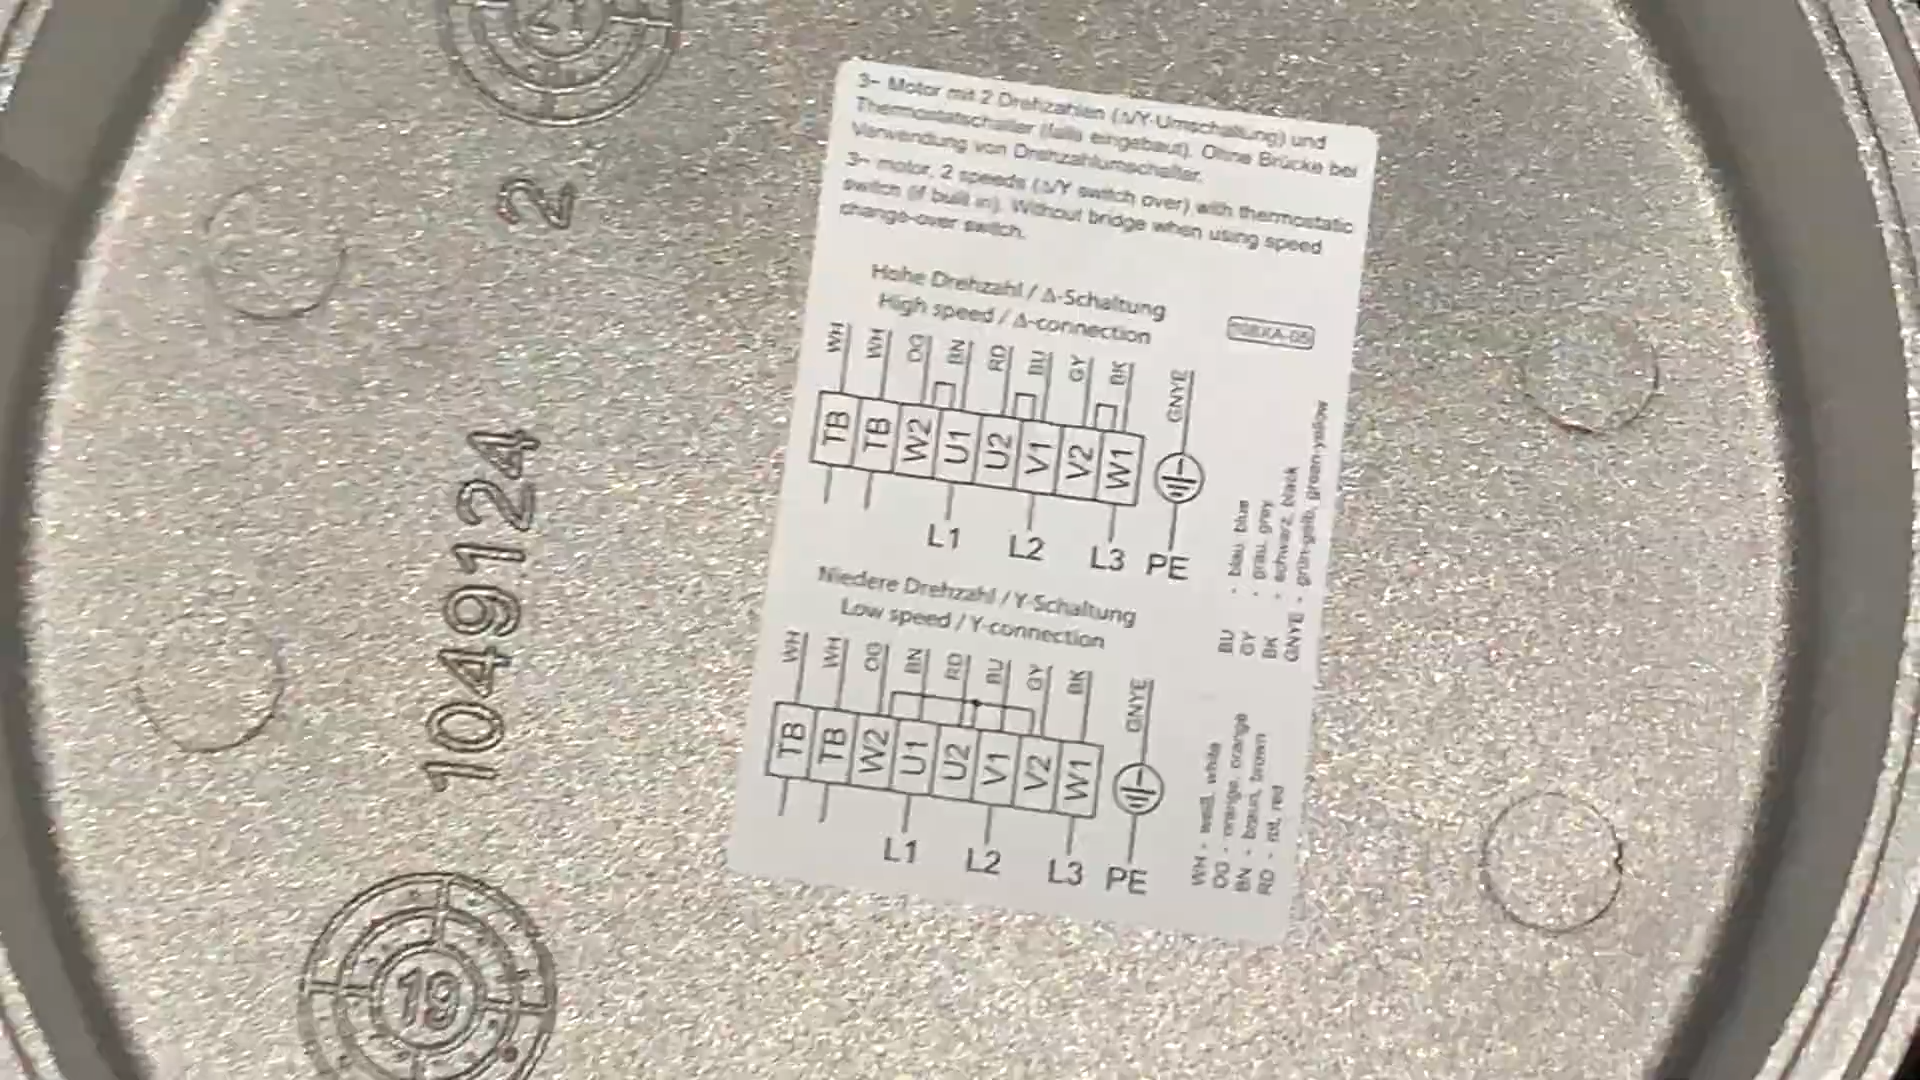 3~ Motor mit 2 Drehzahlen (Δ/Y-Umschaltung) und
Thermostatschalter (falls eingebaut). Ohne Brücke bei
Verwendung von Drehzahlumschalter.
3~ motor, 2 speeds (Δ/Y switch over) with thermostatic
switch (if built in). Without bridge when using speed
change-over switch.
Hohe Drehzahl / Δ-Schaltung
High speed / Δ-connection
WH WH OG BN RD BU GY BK GNYE
TB TB W2 U1 U2 V1 V2 W1
L1 L2 L3 PE
Niedere Drehzahl / Y-Schaltung
Low speed / Y-connection
WH WH OG BN RD BU GY BK GNYE
TB TB W2 U1 U2 V1 V2 W1
L1 L2 L3 PE
WH - weiß, white
OG - orange, orange
BN - braun, brown
RD - rot, red
BU - blau, blue
GY - grau, grey
BK - schwarz, black
GNYE - grün-gelb, green-yellow
1049124
2
19